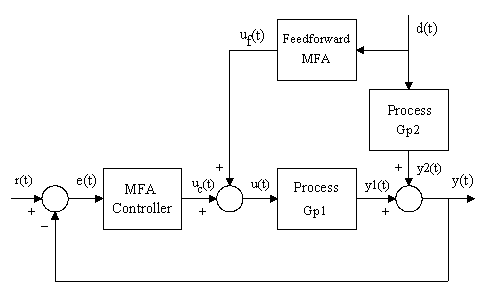 d(t)
u_f(t)
Feedforward
MFA
Process
Gp2
+
+
y2(t)
r(t)
e(t)
MFA
Controller
u_c(t)
u(t)
Process
Gp1
y1(t)
y(t)
+
+
+
−